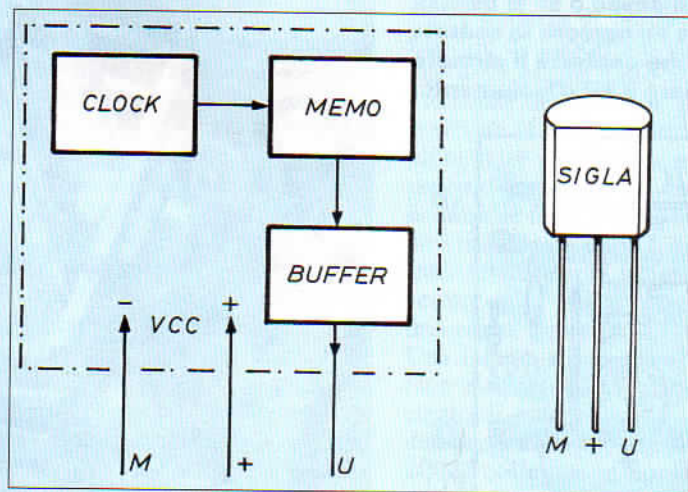 CLOCK
MEMO
SIGLA
BUFFER
- +
VCC
M + U
M + U